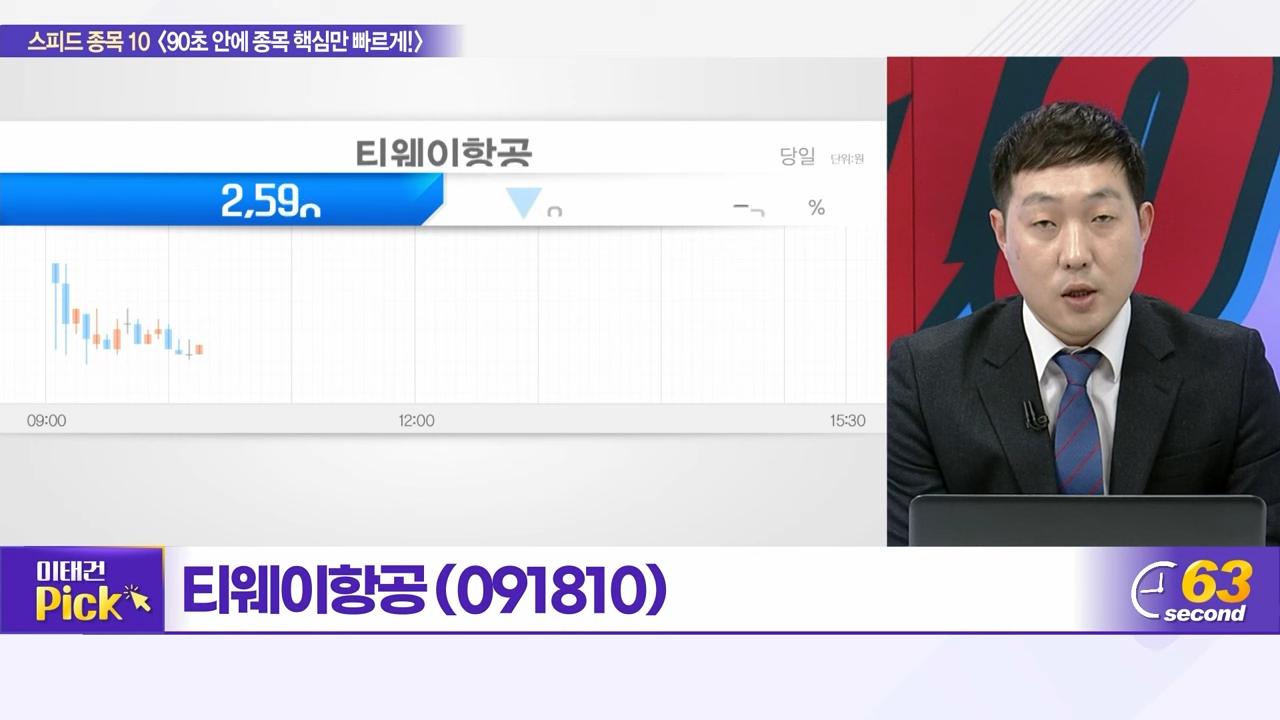 스피드 종목 10 <90초 안에 종목 핵심만 빠르게!>
티웨이항공
당일 단위:원
2,59
%
09:00 12:00 15:30
미태건
Pick
티웨이항공(091810)
63
second